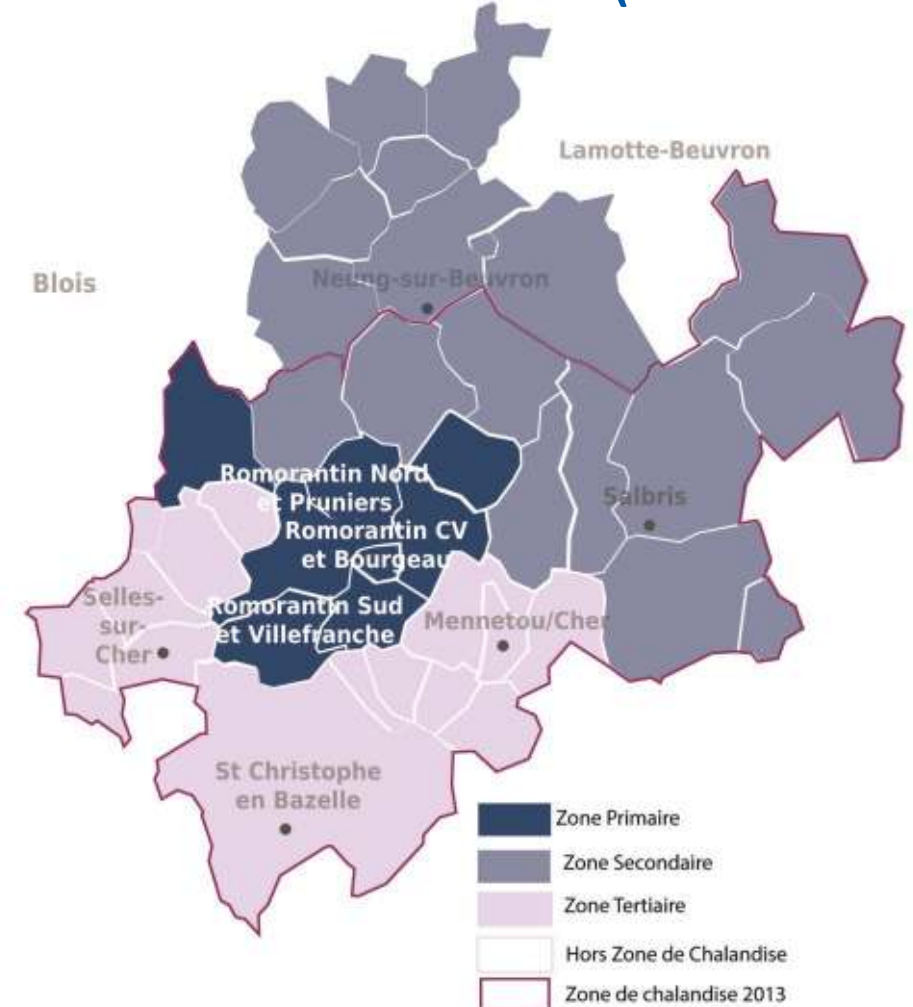 Lamotte-Beuvron
Blois
Neung-sur-Beuvron
Romorantin Nord
et Pruniers
Romorantin CV
et Bourgeau
Salbris
Selles-
sur-
Cher
Romorantin Sud
et Villefranche
Mennetou/Cher
St Christophe
en Bazelle
Zone Primaire
Zone Secondaire
Zone Tertiaire
Hors Zone de Chalandise
Zone de chalandise 2013